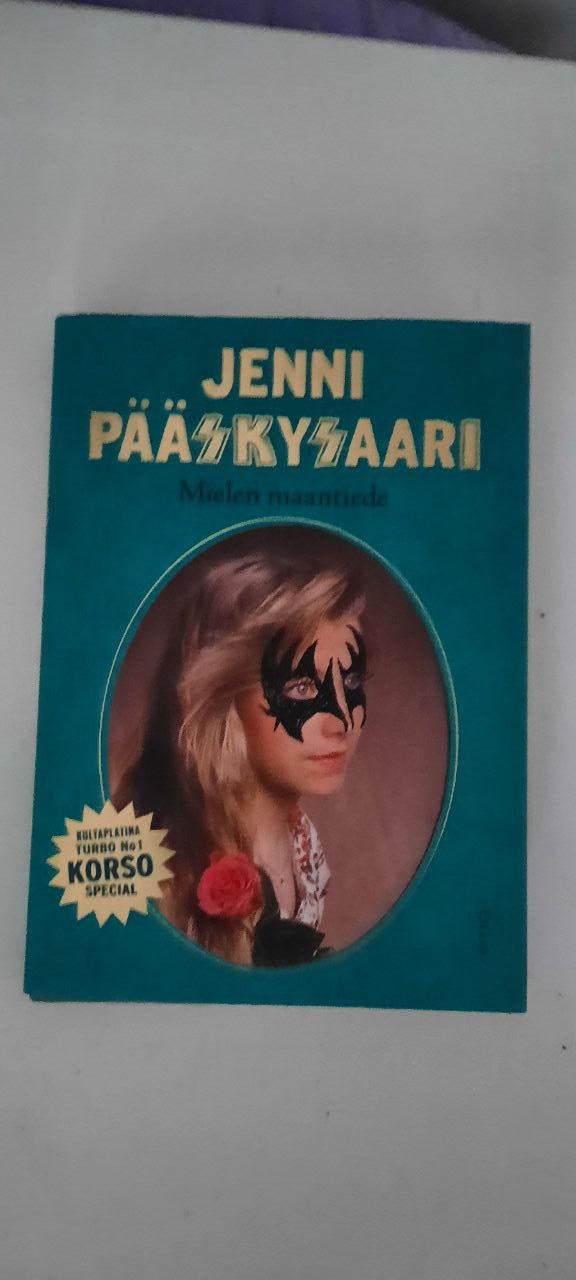 JENNI
PÄÄSKYSAARI
Mielen maantiede
KULTAPLATINA
TURBO No1
KORSO
SPECIAL